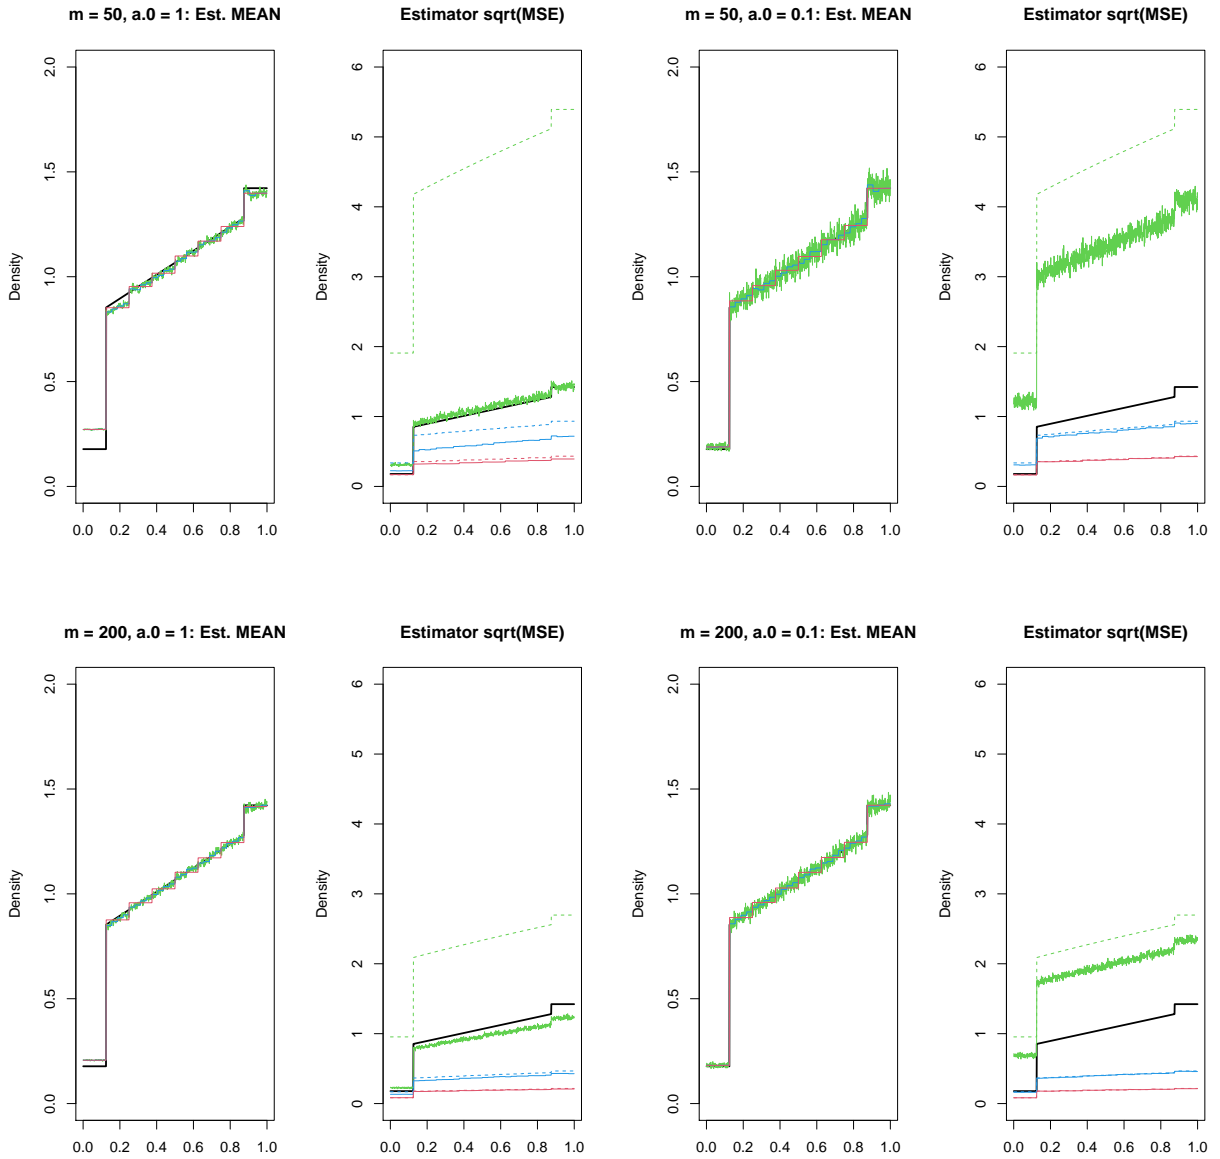 m = 50, a.0 = 1: Est. MEAN
Estimator sqrt(MSE)
m = 50, a.0 = 0.1: Est. MEAN
Estimator sqrt(MSE)
Density
0.0 0.5 1.0 1.5 2.0
0.0 0.2 0.4 0.6 0.8 1.0
Density
0 1 2 3 4 5 6
0.0 0.2 0.4 0.6 0.8 1.0
Density
0.0 0.5 1.0 1.5 2.0
0.0 0.2 0.4 0.6 0.8 1.0
Density
0 1 2 3 4 5 6
0.0 0.2 0.4 0.6 0.8 1.0
m = 200, a.0 = 1: Est. MEAN
Estimator sqrt(MSE)
m = 200, a.0 = 0.1: Est. MEAN
Estimator sqrt(MSE)
Density
0.0 0.5 1.0 1.5 2.0
0.0 0.2 0.4 0.6 0.8 1.0
Density
0 1 2 3 4 5 6
0.0 0.2 0.4 0.6 0.8 1.0
Density
0.0 0.5 1.0 1.5 2.0
0.0 0.2 0.4 0.6 0.8 1.0
Density
0 1 2 3 4 5 6
0.0 0.2 0.4 0.6 0.8 1.0